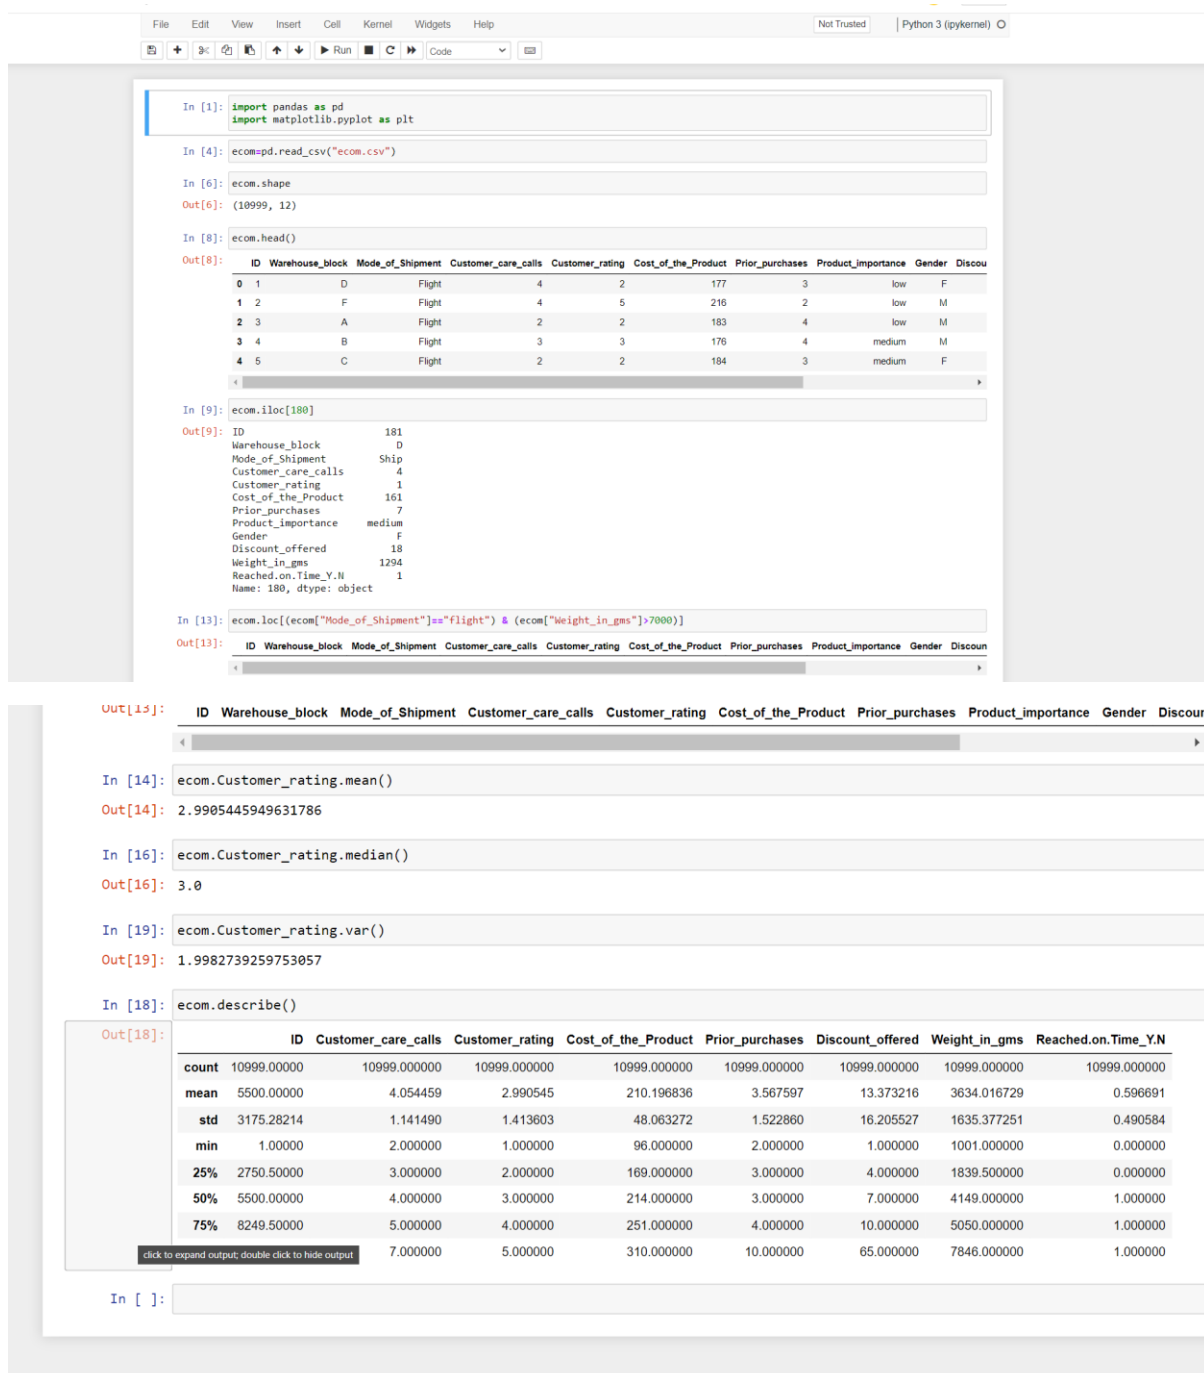 File Edit View Insert Cell Kernel Widgets Help Not Trusted Python 3 (ipykernel)
Run Code
In [1]: import pandas as pd
import matplotlib.pyplot as plt
In [4]: ecom=pd.read_csv("ecom.csv")
In [6]: ecom.shape
Out[6]: (10999, 12)
In [8]: ecom.head()
Out[8]: ID Warehouse_block Mode_of_Shipment Customer_care_calls Customer_rating Cost_of_the_Product Prior_purchases Product_importance Gender Discou
0 1 D Flight 4 2 177 3 low F
1 2 F Flight 4 5 216 2 low M
2 3 A Flight 2 2 183 4 low M
3 4 B Flight 3 3 176 4 medium M
4 5 C Flight 2 2 184 3 medium F
In [9]: ecom.iloc[180]
Out[9]: ID 181
Warehouse_block D
Mode_of_Shipment Ship
Customer_care_calls 4
Customer_rating 1
Cost_of_the_Product 161
Prior_purchases 7
Product_importance medium
Gender F
Discount_offered 18
Weight_in_gms 1294
Reached.on.Time_Y.N 1
Name: 180, dtype: object
In [13]: ecom.loc[(ecom["Mode_of_Shipment"]=="flight") & (ecom["Weight_in_gms"]>7000)]
Out[13]: ID Warehouse_block Mode_of_Shipment Customer_care_calls Customer_rating Cost_of_the_Product Prior_purchases Product_importance Gender Discoun
Out[13]: ID Warehouse_block Mode_of_Shipment Customer_care_calls Customer_rating Cost_of_the_Product Prior_purchases Product_importance Gender Discour
In [14]: ecom.Customer_rating.mean()
Out[14]: 2.9905445949631786
In [16]: ecom.Customer_rating.median()
Out[16]: 3.0
In [19]: ecom.Customer_rating.var()
Out[19]: 1.9982739259753057
In [18]: ecom.describe()
Out[18]: ID Customer_care_calls Customer_rating Cost_of_the_Product Prior_purchases Discount_offered Weight_in_gms Reached.on.Time_Y.N
count 10999.00000 10999.000000 10999.000000 10999.000000 10999.000000 10999.000000 10999.000000 10999.000000
mean 5500.00000 4.054459 2.990545 210.196836 3.567597 13.373216 3634.016729 0.596691
std 3175.28214 1.141490 1.413603 48.063272 1.522860 16.205527 1635.377251 0.490584
min 1.00000 2.000000 1.000000 96.000000 2.000000 1.000000 1001.000000 0.000000
25% 2750.50000 3.000000 2.000000 169.000000 3.000000 4.000000 1839.500000 0.000000
50% 5500.00000 4.000000 3.000000 214.000000 3.000000 7.000000 4149.000000 1.000000
75% 8249.50000 5.000000 4.000000 251.000000 4.000000 10.000000 5050.000000 1.000000
click to expand output; double click to hide output 7.000000 5.000000 310.000000 10.000000 65.000000 7846.000000 1.000000
In [ ]: